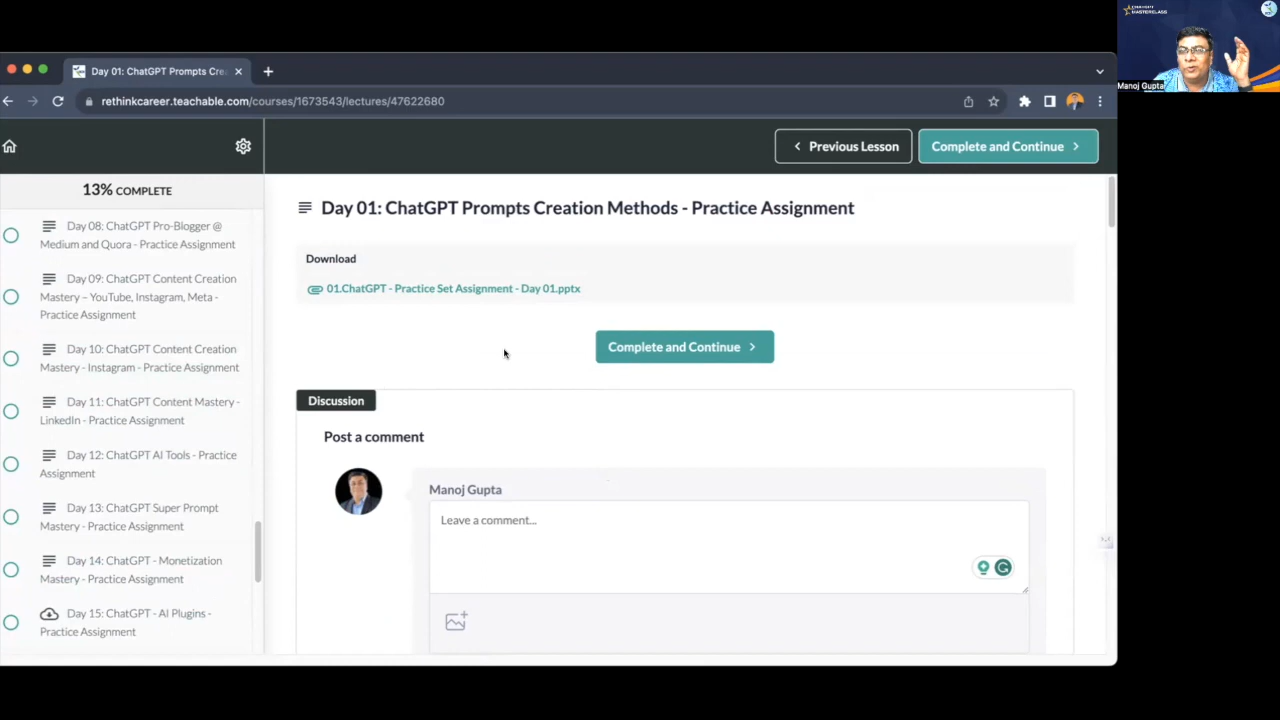 CHATGPT
MASTERCLASS
Manoj Gupta
Day 01: ChatGPT Prompts Crea
rethinkcareer.teachable.com/courses/1673543/lectures/47622680
Previous Lesson
Complete and Continue
13% COMPLETE
Day 08: ChatGPT Pro-Blogger @
Medium and Quora - Practice Assignment
Day 09: ChatGPT Content Creation
Mastery – YouTube, Instagram, Meta -
Practice Assignment
Day 10: ChatGPT Content Creation
Mastery - Instagram - Practice Assignment
Day 11: ChatGPT Content Mastery -
LinkedIn - Practice Assignment
Day 12: ChatGPT AI Tools - Practice
Assignment
Day 13: ChatGPT Super Prompt
Mastery - Practice Assignment
Day 14: ChatGPT - Monetization
Mastery - Practice Assignment
Day 15: ChatGPT - AI Plugins -
Practice Assignment
Day 01: ChatGPT Prompts Creation Methods - Practice Assignment
Download
01.ChatGPT - Practice Set Assignment - Day 01.pptx
Complete and Continue
Discussion
Post a comment
Manoj Gupta
Leave a comment...